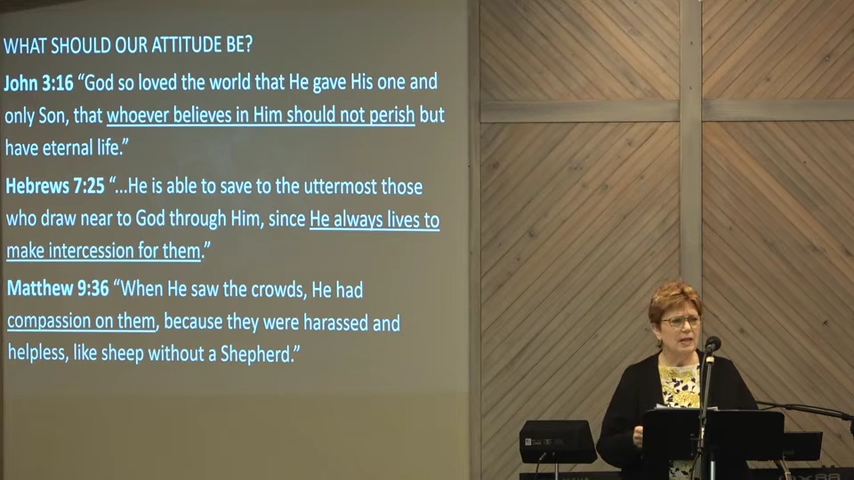 WHAT SHOULD OUR ATTITUDE BE?
John 3:16 “God so loved the world that He gave His one and
only Son, that whoever believes in Him should not perish but
have eternal life.”
Hebrews 7:25 “...He is able to save to the uttermost those
who draw near to God through Him, since He always lives to
make intercession for them.”
Matthew 9:36 “When He saw the crowds, He had
compassion on them, because they were harassed and
helpless, like sheep without a Shepherd.”